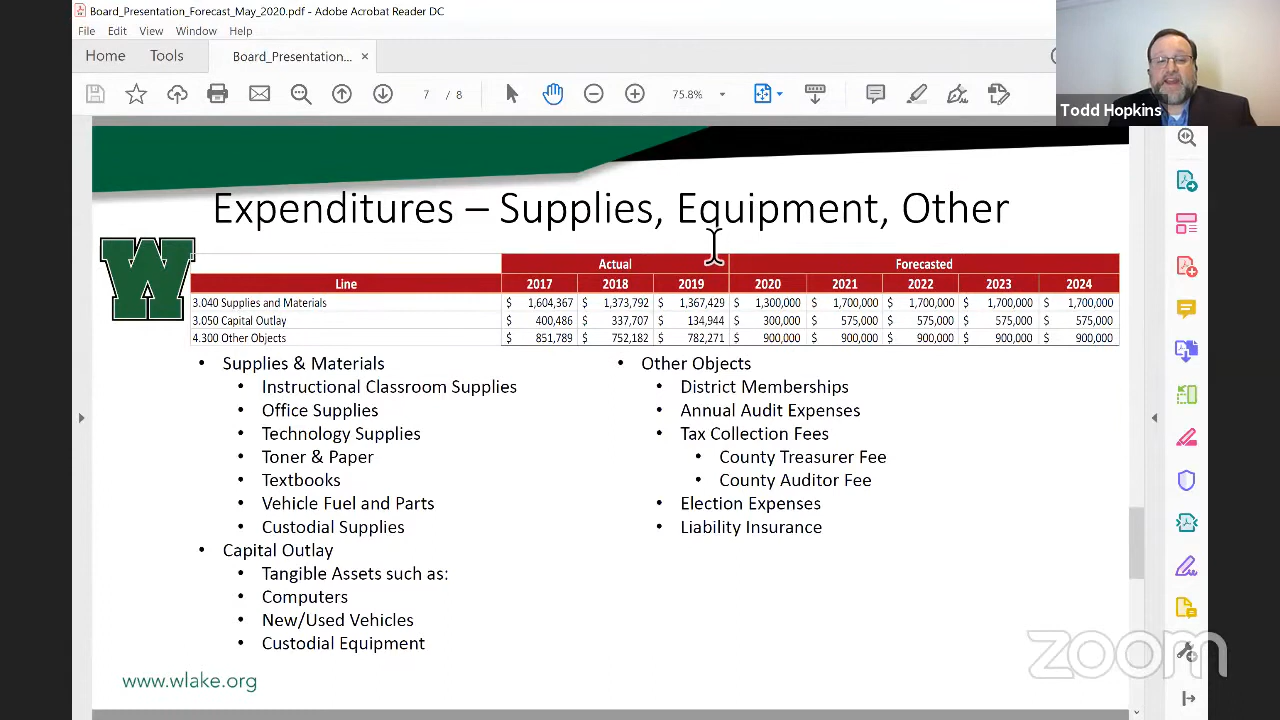 Board_Presentation_Forecast_May_2020.pdf - Adobe Acrobat Reader DC
File Edit View Window Help
Home Tools Board_Presentation... ×
7 / 8 75.8%
Todd Hopkins
Expenditures – Supplies, Equipment, Other
W
Actual Forecasted
Line 2017 2018 2019 2020 2021 2022 2023 2024
3.040 Supplies and Materials $ 1,604,367 $ 1,373,792 $ 1,367,429 $ 1,300,000 $ 1,700,000 $ 1,700,000 $ 1,700,000 $ 1,700,000
3.050 Capital Outlay $ 400,486 $ 337,707 $ 134,944 $ 300,000 $ 575,000 $ 575,000 $ 575,000 $ 575,000
4.300 Other Objects $ 851,789 $ 752,182 $ 782,271 $ 900,000 $ 900,000 $ 900,000 $ 900,000 $ 900,000
• Supplies & Materials
• Instructional Classroom Supplies
• Office Supplies
• Technology Supplies
• Toner & Paper
• Textbooks
• Vehicle Fuel and Parts
• Custodial Supplies
• Capital Outlay
• Tangible Assets such as:
• Computers
• New/Used Vehicles
• Custodial Equipment
• Other Objects
• District Memberships
• Annual Audit Expenses
• Tax Collection Fees
• County Treasurer Fee
• County Auditor Fee
• Election Expenses
• Liability Insurance
www.wlake.org
zoom